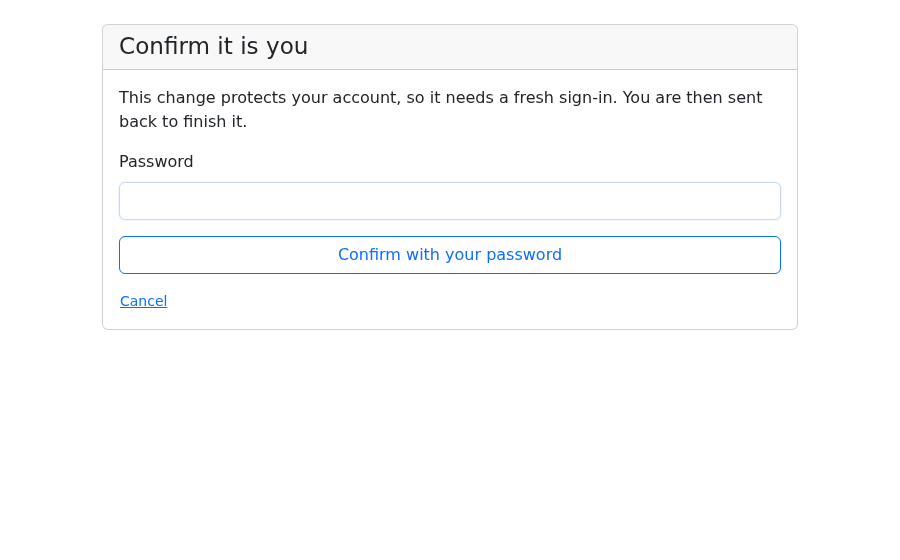 Confirm it is you
This change protects your account, so it needs a fresh sign-in. You are then sent
back to finish it.
Password
Confirm with your password
Cancel